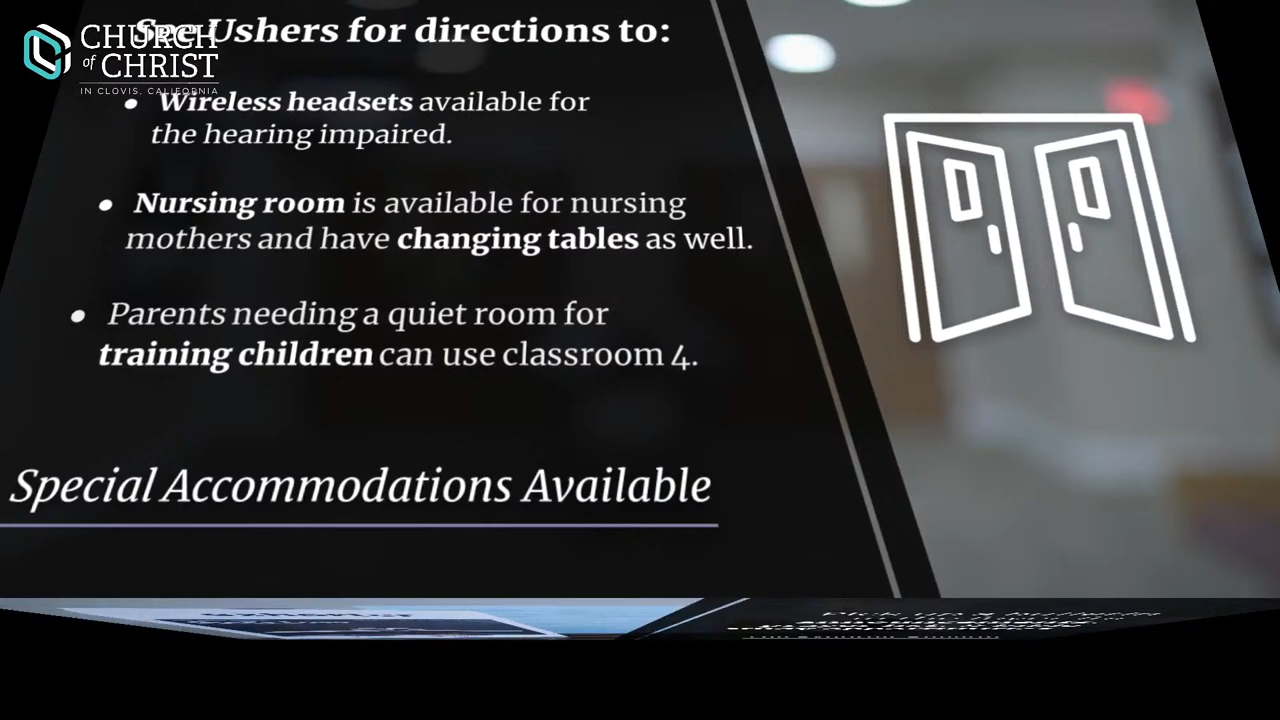 See Ushers for directions to:
CHURCH
of CHRIST
IN CLOVIS, CALIFORNIA
• Wireless headsets available for
the hearing impaired.
• Nursing room is available for nursing
mothers and have changing tables as well.
• Parents needing a quiet room for
training children can use classroom 4.
Special Accommodations Available